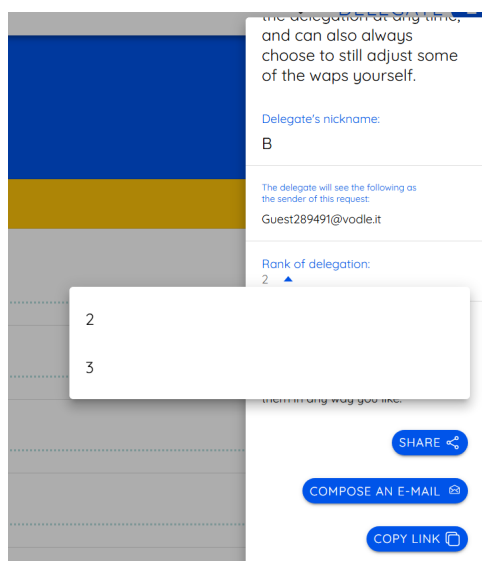 DELEGATE
the delegation at any time,
and can also always
choose to still adjust some
of the waps yourself.
Delegate's nickname:
B
The delegate will see the following as
the sender of this request:
Guest289491@vodle.it
Rank of delegation:
2
2
3
them in any way you like.
SHARE
COMPOSE AN E-MAIL
COPY LINK